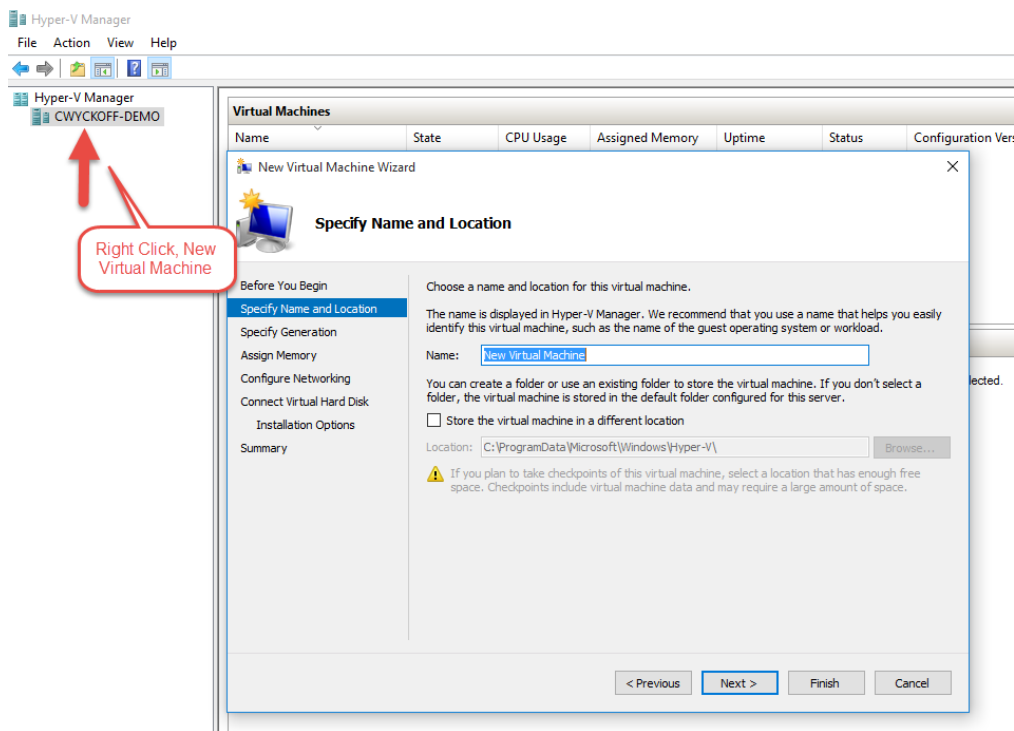 Hyper-V Manager
File Action View Help
Hyper-V Manager
CWYCKOFF-DEMO
Right Click, New
Virtual Machine
Virtual Machines
Name State CPU Usage Assigned Memory Uptime Status Configuration Ver
New Virtual Machine Wizard
Specify Name and Location
Before You Begin
Specify Name and Location
Specify Generation
Assign Memory
Configure Networking
Connect Virtual Hard Disk
Installation Options
Summary
Choose a name and location for this virtual machine.
The name is displayed in Hyper-V Manager. We recommend that you use a name that helps you easily
identify this virtual machine, such as the name of the guest operating system or workload.
Name: New Virtual Machine
You can create a folder or use an existing folder to store the virtual machine. If you don't select a
folder, the virtual machine is stored in the default folder configured for this server.
Store the virtual machine in a different location
Location: C:\ProgramData\Microsoft\Windows\Hyper-V\ Browse...
If you plan to take checkpoints of this virtual machine, select a location that has enough free
space. Checkpoints include virtual machine data and may require a large amount of space.
lected.
< Previous Next > Finish Cancel